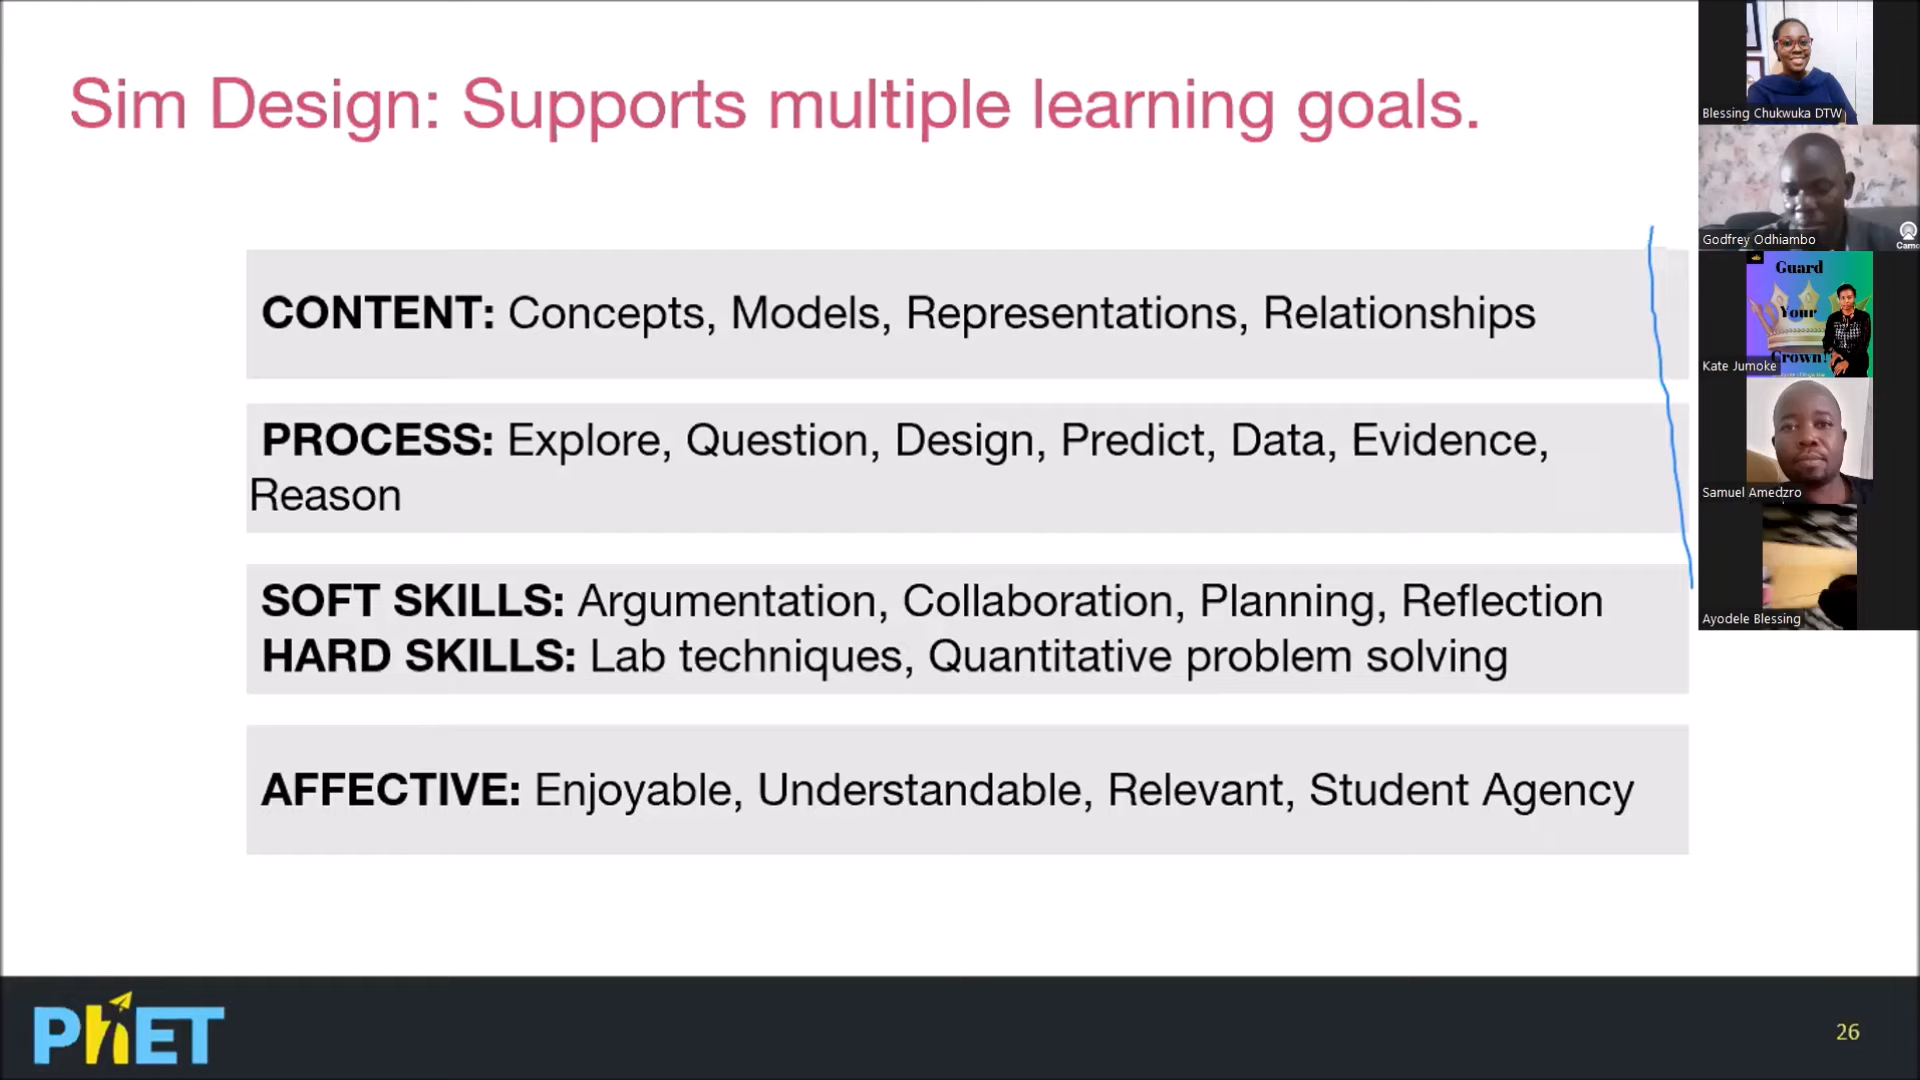 Sim Design: Supports multiple learning goals.
CONTENT: Concepts, Models, Representations, Relationships
PROCESS: Explore, Question, Design, Predict, Data, Evidence,
Reason
SOFT SKILLS: Argumentation, Collaboration, Planning, Reflection
HARD SKILLS: Lab techniques, Quantitative problem solving
AFFECTIVE: Enjoyable, Understandable, Relevant, Student Agency
PhET
26
Blessing Chukwuka DTW
Godfrey Odhiambo
Camo
Guard
Your
Crown!
Kate Jumoke
Samuel Amedzro
Ayodele Blessing